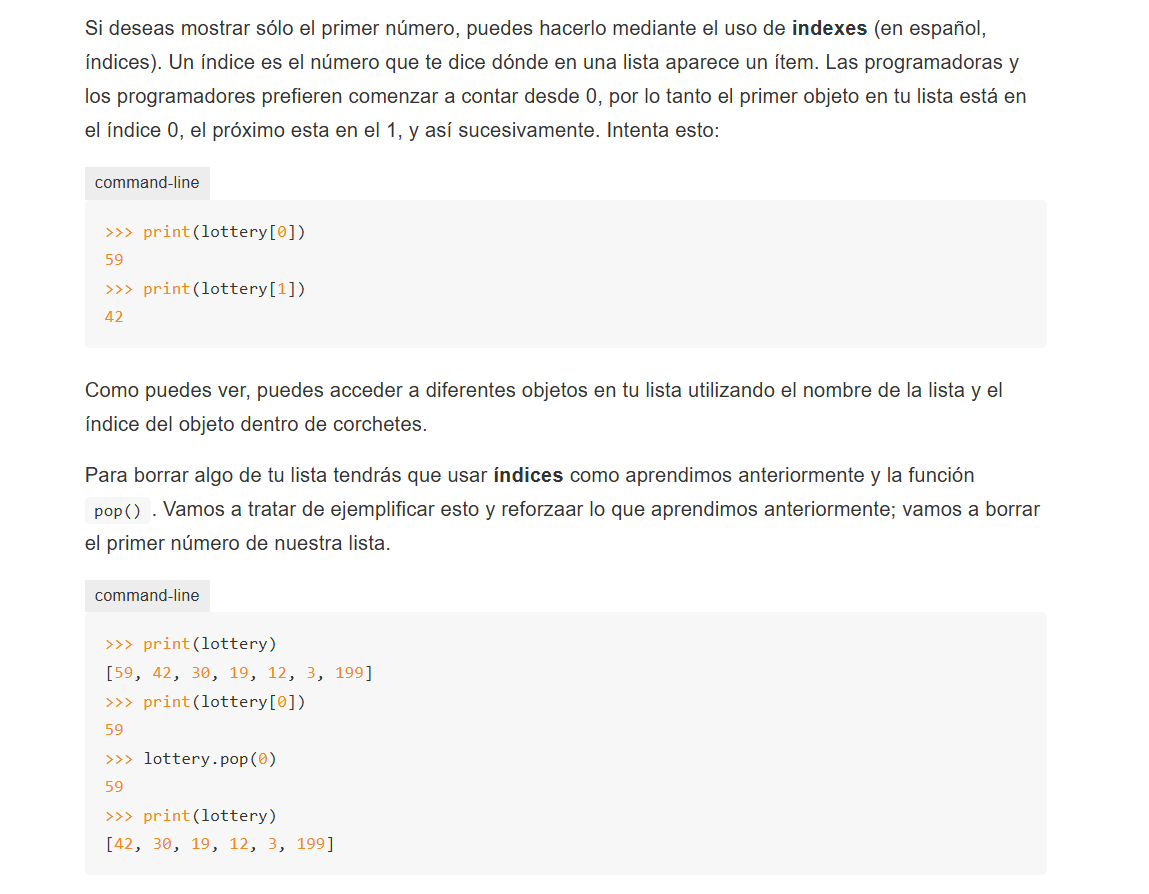 Si deseas mostrar sólo el primer número, puedes hacerlo mediante el uso de indexes (en español,
índices). Un índice es el número que te dice dónde en una lista aparece un ítem. Las programadoras y
los programadores prefieren comenzar a contar desde 0, por lo tanto el primer objeto en tu lista está en
el índice 0, el próximo esta en el 1, y así sucesivamente. Intenta esto:
command-line
>>> print(lottery[0])
59
>>> print(lottery[1])
42
Como puedes ver, puedes acceder a diferentes objetos en tu lista utilizando el nombre de la lista y el
índice del objeto dentro de corchetes.
Para borrar algo de tu lista tendrás que usar índices como aprendimos anteriormente y la función
pop() . Vamos a tratar de ejemplificar esto y reforzaar lo que aprendimos anteriormente; vamos a borrar
el primer número de nuestra lista.
command-line
>>> print(lottery)
[59, 42, 30, 19, 12, 3, 199]
>>> print(lottery[0])
59
>>> lottery.pop(0)
59
>>> print(lottery)
[42, 30, 19, 12, 3, 199]